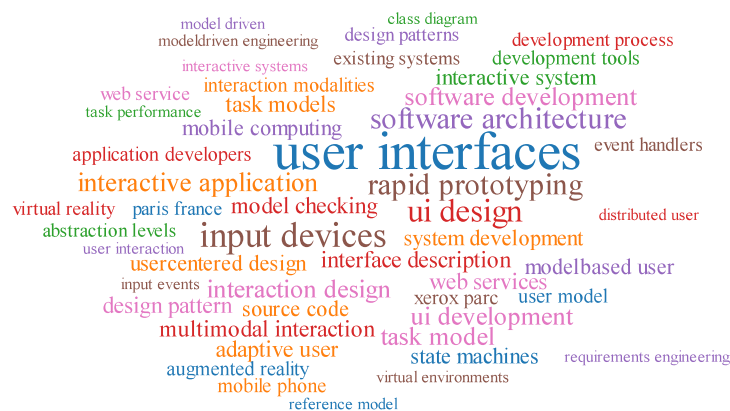 class diagram
model driven
design patterns
modeldriven engineering
development process
existing systems
development tools
interactive systems
interactive system
interaction modalities
web service
software development
task models
task performance
software architecture
mobile computing
user interfaces
event handlers
application developers
interactive application
rapid prototyping
virtual reality
paris france
model checking
ui design
distributed user
abstraction levels
input devices
system development
user interaction
usercentered design
interface description
modelbased user
input events
interaction design
web services
xerox parc
user model
design pattern
source code
ui development
multimodal interaction
task model
adaptive user
state machines
requirements engineering
augmented reality
virtual environments
mobile phone
reference model